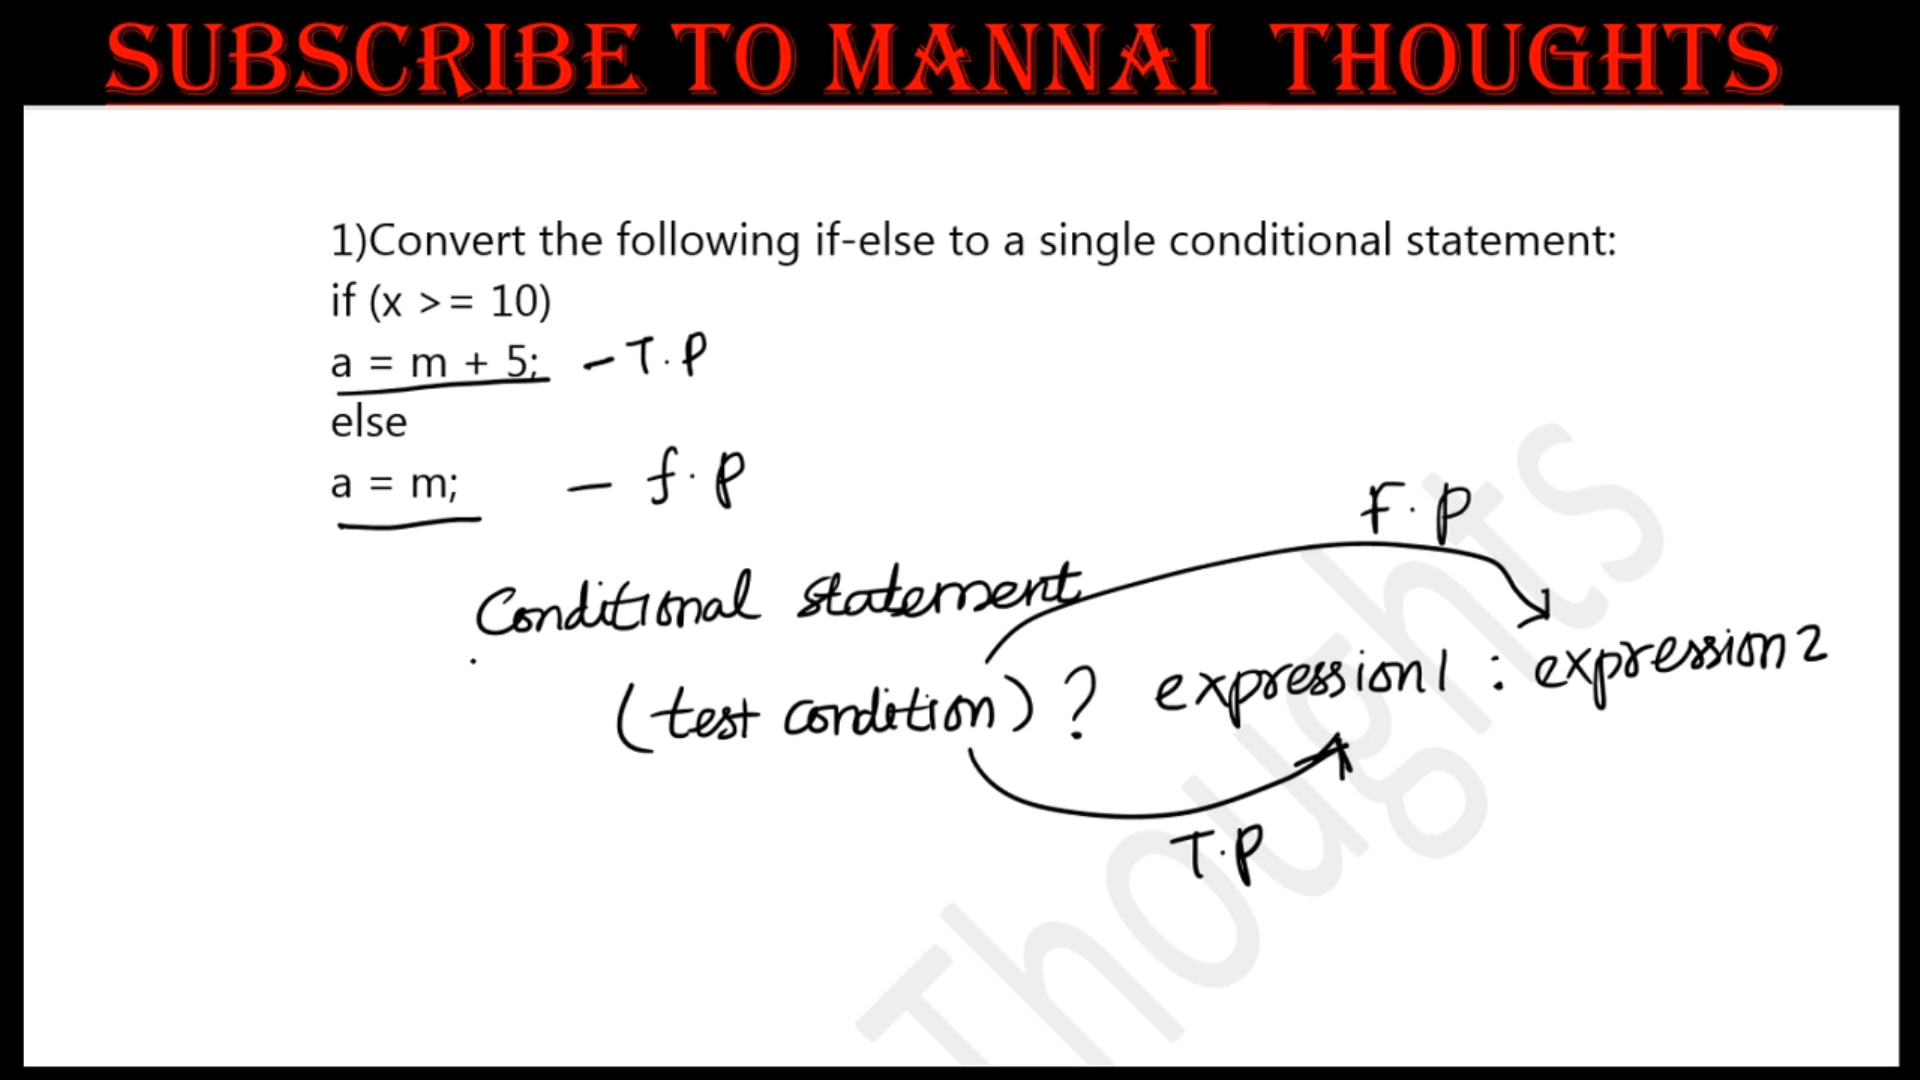 SUBSCRIBE TO MANNAI THOUGHTS
1)Convert the following if-else to a single conditional statement:
if (x >= 10)
a = m + 5; - T.P
else
a = m; - f.p
F.P
Conditional statement
(test condition) ? expression1 : expression2
T.P
Thoughts